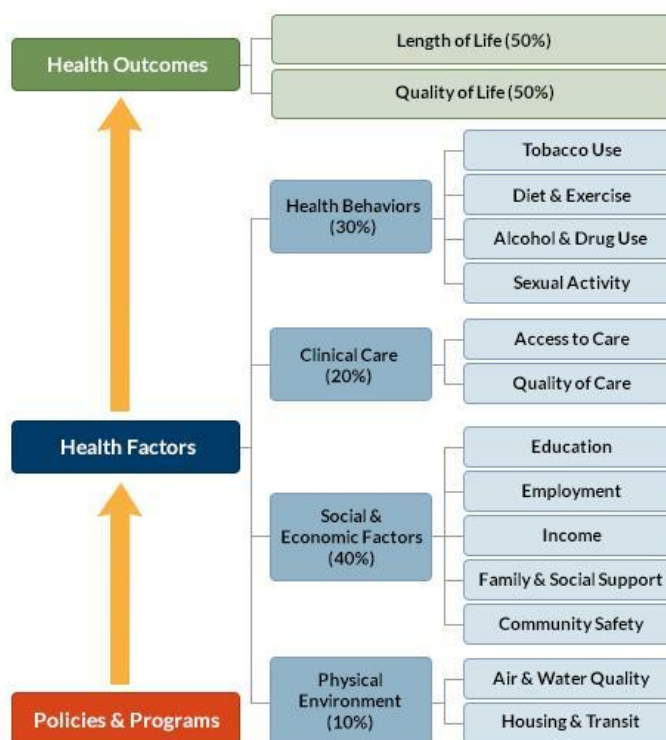 Health Outcomes
Length of Life (50%)
Quality of Life (50%)
Health Factors
Health Behaviors
(30%)
Tobacco Use
Diet & Exercise
Alcohol & Drug Use
Sexual Activity
Clinical Care
(20%)
Access to Care
Quality of Care
Social &
Economic Factors
(40%)
Education
Employment
Income
Family & Social Support
Community Safety
Physical
Environment
(10%)
Air & Water Quality
Housing & Transit
Policies & Programs